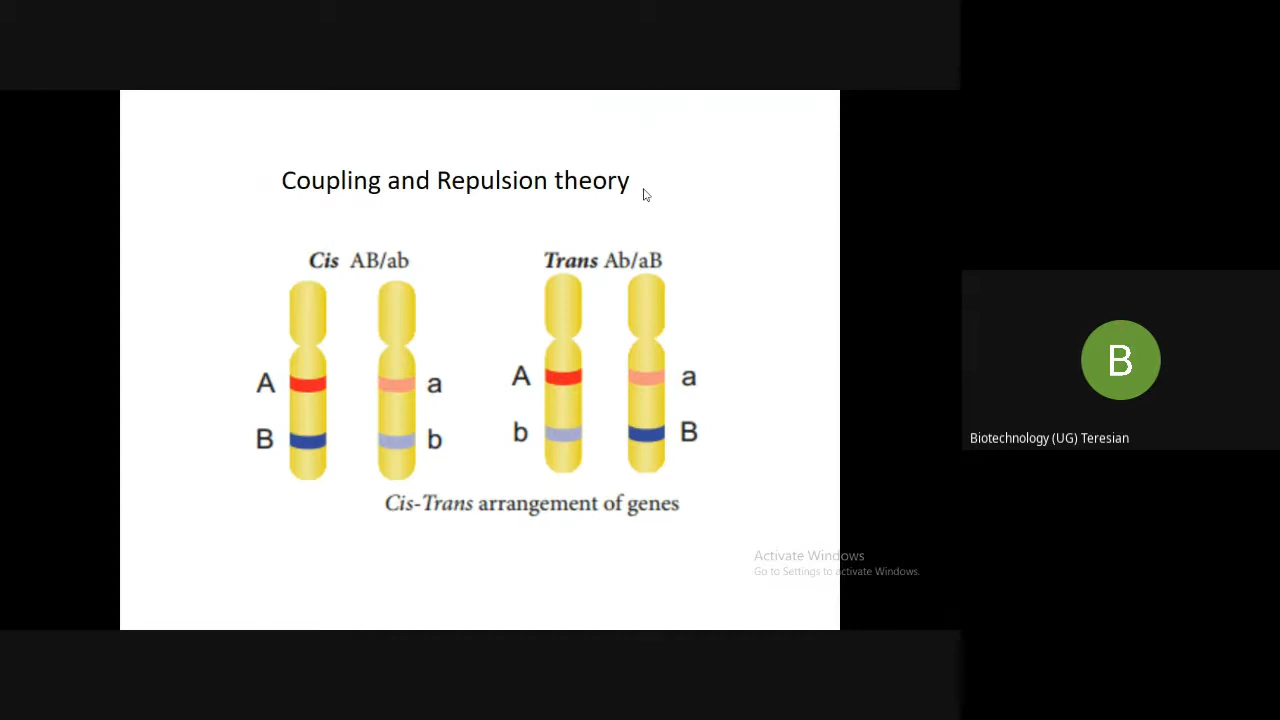 Coupling and Repulsion theory
Cis AB/ab
Trans Ab/aB
A
a
B
b
A
a
b
B
Cis-Trans arrangement of genes
Activate Windows
Go to Settings to activate Windows.
B
Biotechnology (UG) Teresian